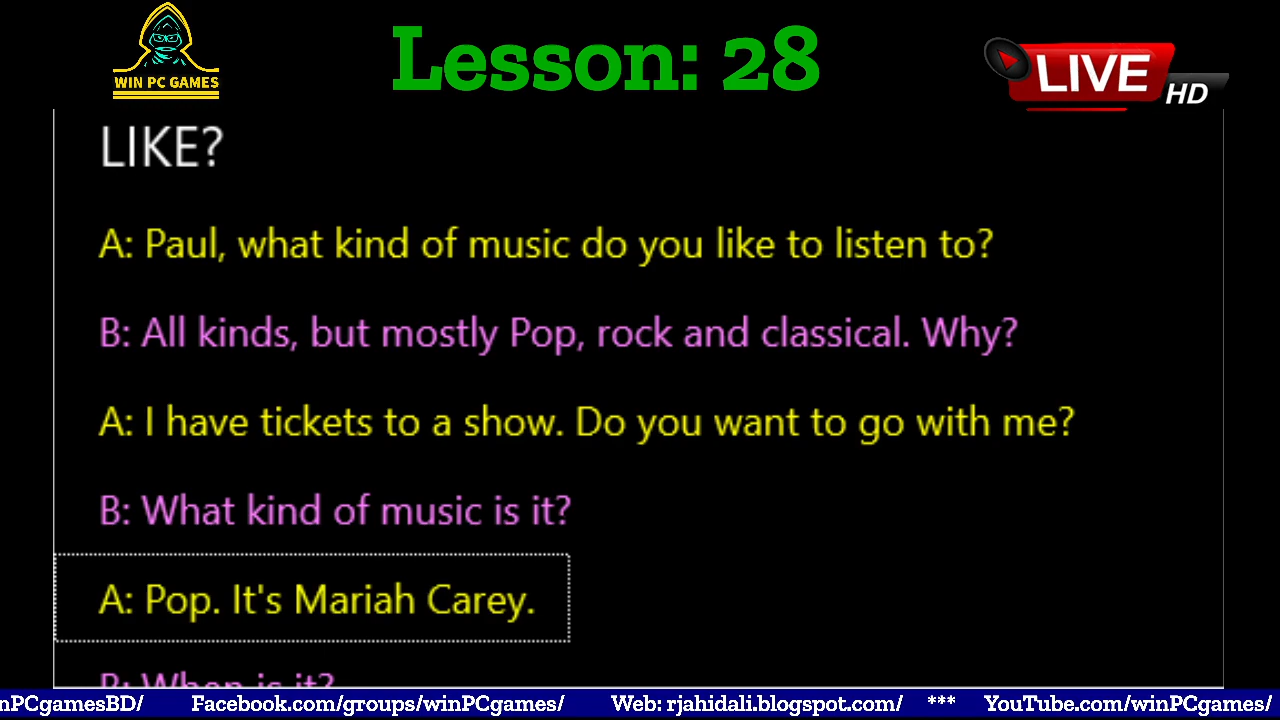 WIN PC GAMES
Lesson: 28
LIVE
HD
LIKE?
A: Paul, what kind of music do you like to listen to?
B: All kinds, but mostly Pop, rock and classical. Why?
A: I have tickets to a show. Do you want to go with me?
B: What kind of music is it?
A: Pop. It's Mariah Carey.
B: When is it?
nPCgamesBD/ Facebook.com/groups/winPCgames/ Web: rjahidali.blogspot.com/ *** YouTube.com/winPCgames/